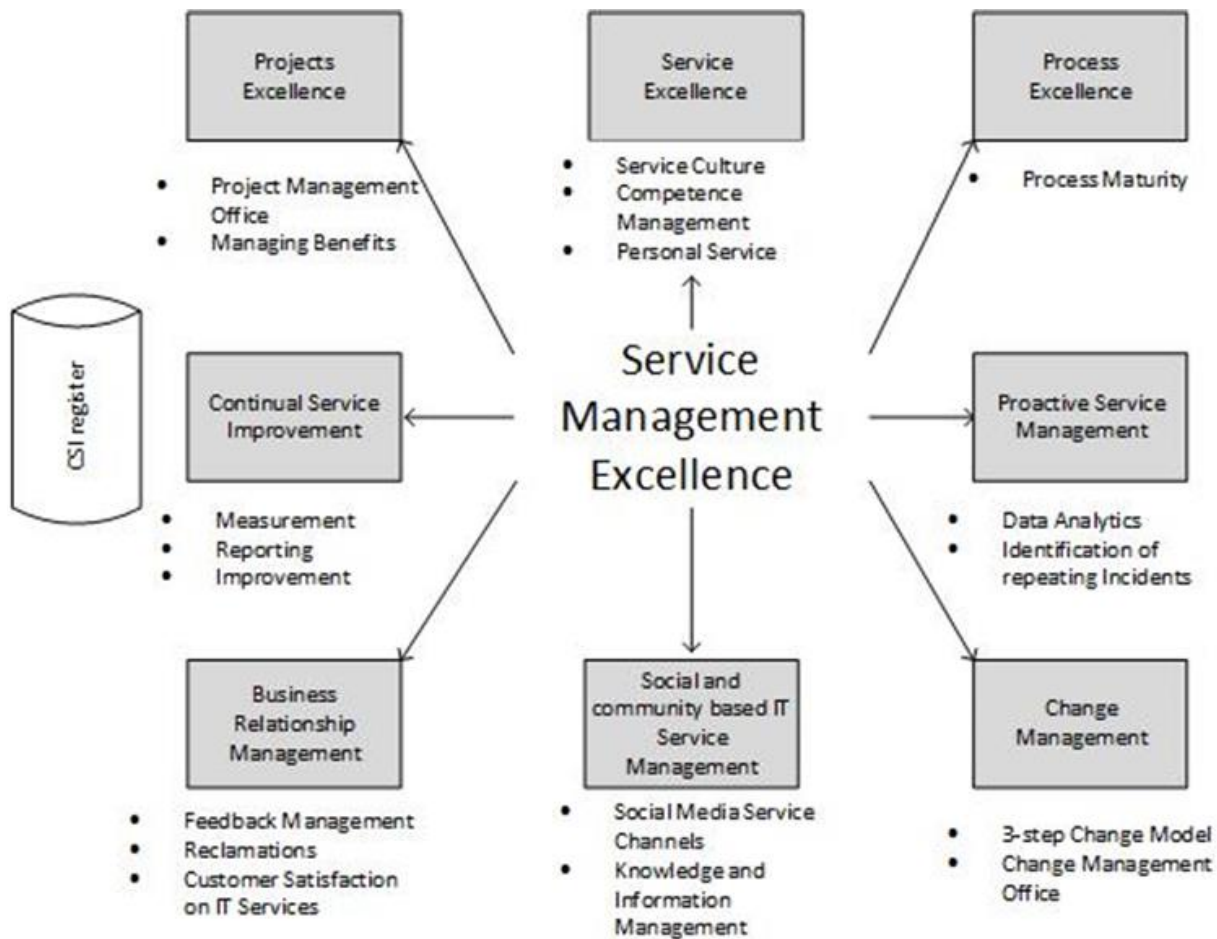 Projects
Excellence
Service
Excellence
Process
Excellence
• Project Management
Office
• Managing Benefits
• Service Culture
• Competence
Management
• Personal Service
• Process Maturity
CSI register
Continual Service
Improvement
Service
Management
Excellence
Proactive Service
Management
• Measurement
• Reporting
• Improvement
• Data Analytics
• Identification of
repeating Incidents
Business
Relationship
Management
Social and
community based IT
Service
Management
Change
Management
• Feedback Management
• Reclamations
• Customer Satisfaction
on IT Services
• Social Media Service
Channels
• Knowledge and
Information
Management
• 3-step Change Model
• Change Management
Office